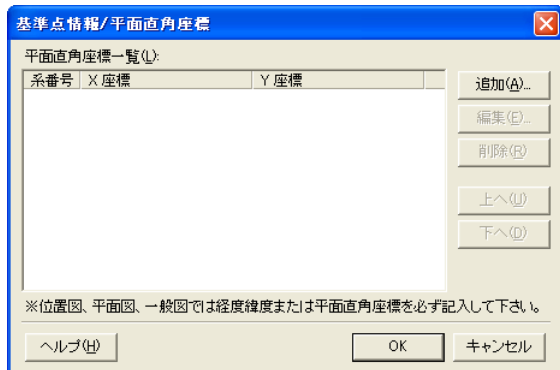 基準点情報/平面直角座標
平面直角座標一覧(L):
系番号 X座標 Y座標
追加(A)...
編集(E)...
削除(R)
上へ(U)
下へ(D)
※位置図、平面図、一般図では経度緯度または平面直角座標を必ず記入して下さい。
ヘルプ(H) OK キャンセル